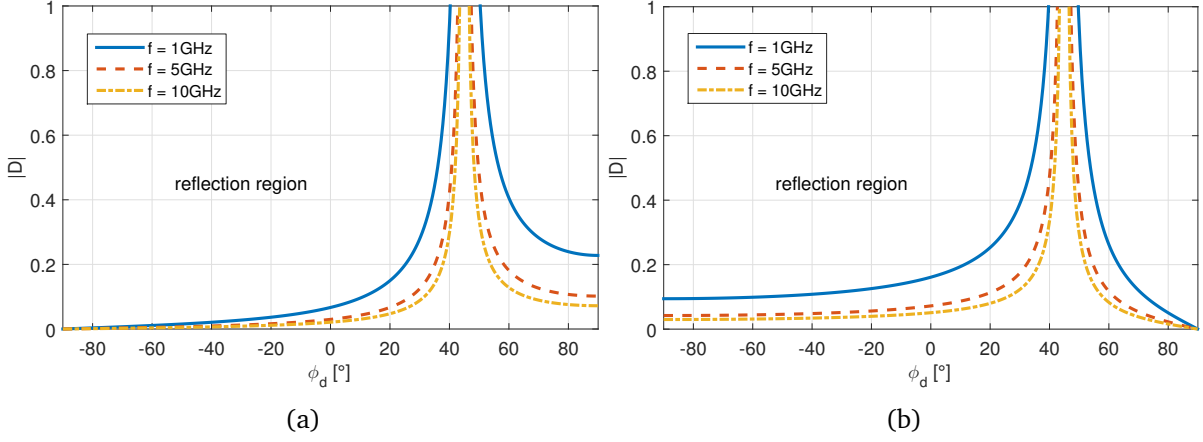 1
0.8
0.6
0.4
0.2
0
|D|
f = 1GHz
f = 5GHz
f = 10GHz
reflection region
-80 -60 -40 -20 0 20 40 60 80
ϕd [°]
(a)
1
0.8
0.6
0.4
0.2
0
|D|
f = 1GHz
f = 5GHz
f = 10GHz
reflection region
-80 -60 -40 -20 0 20 40 60 80
ϕd [°]
(b)